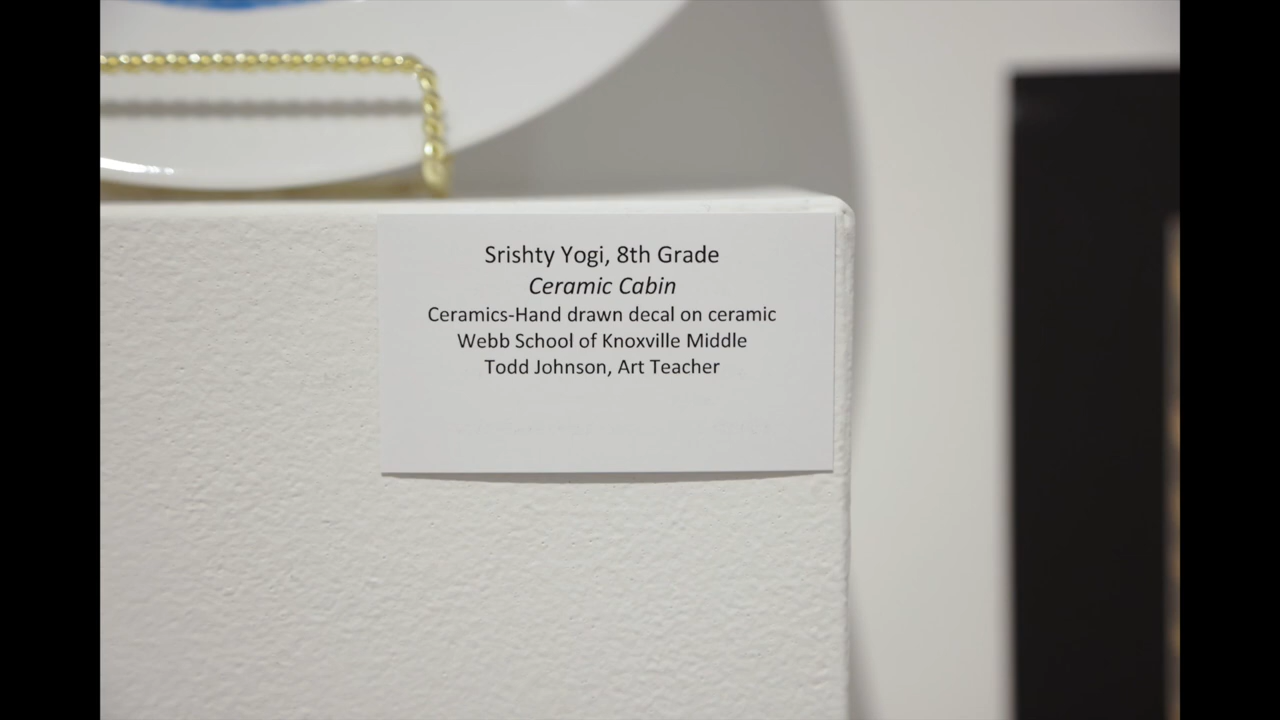 Srishty Yogi, 8th Grade
Ceramic Cabin
Ceramics-Hand drawn decal on ceramic
Webb School of Knoxville Middle
Todd Johnson, Art Teacher